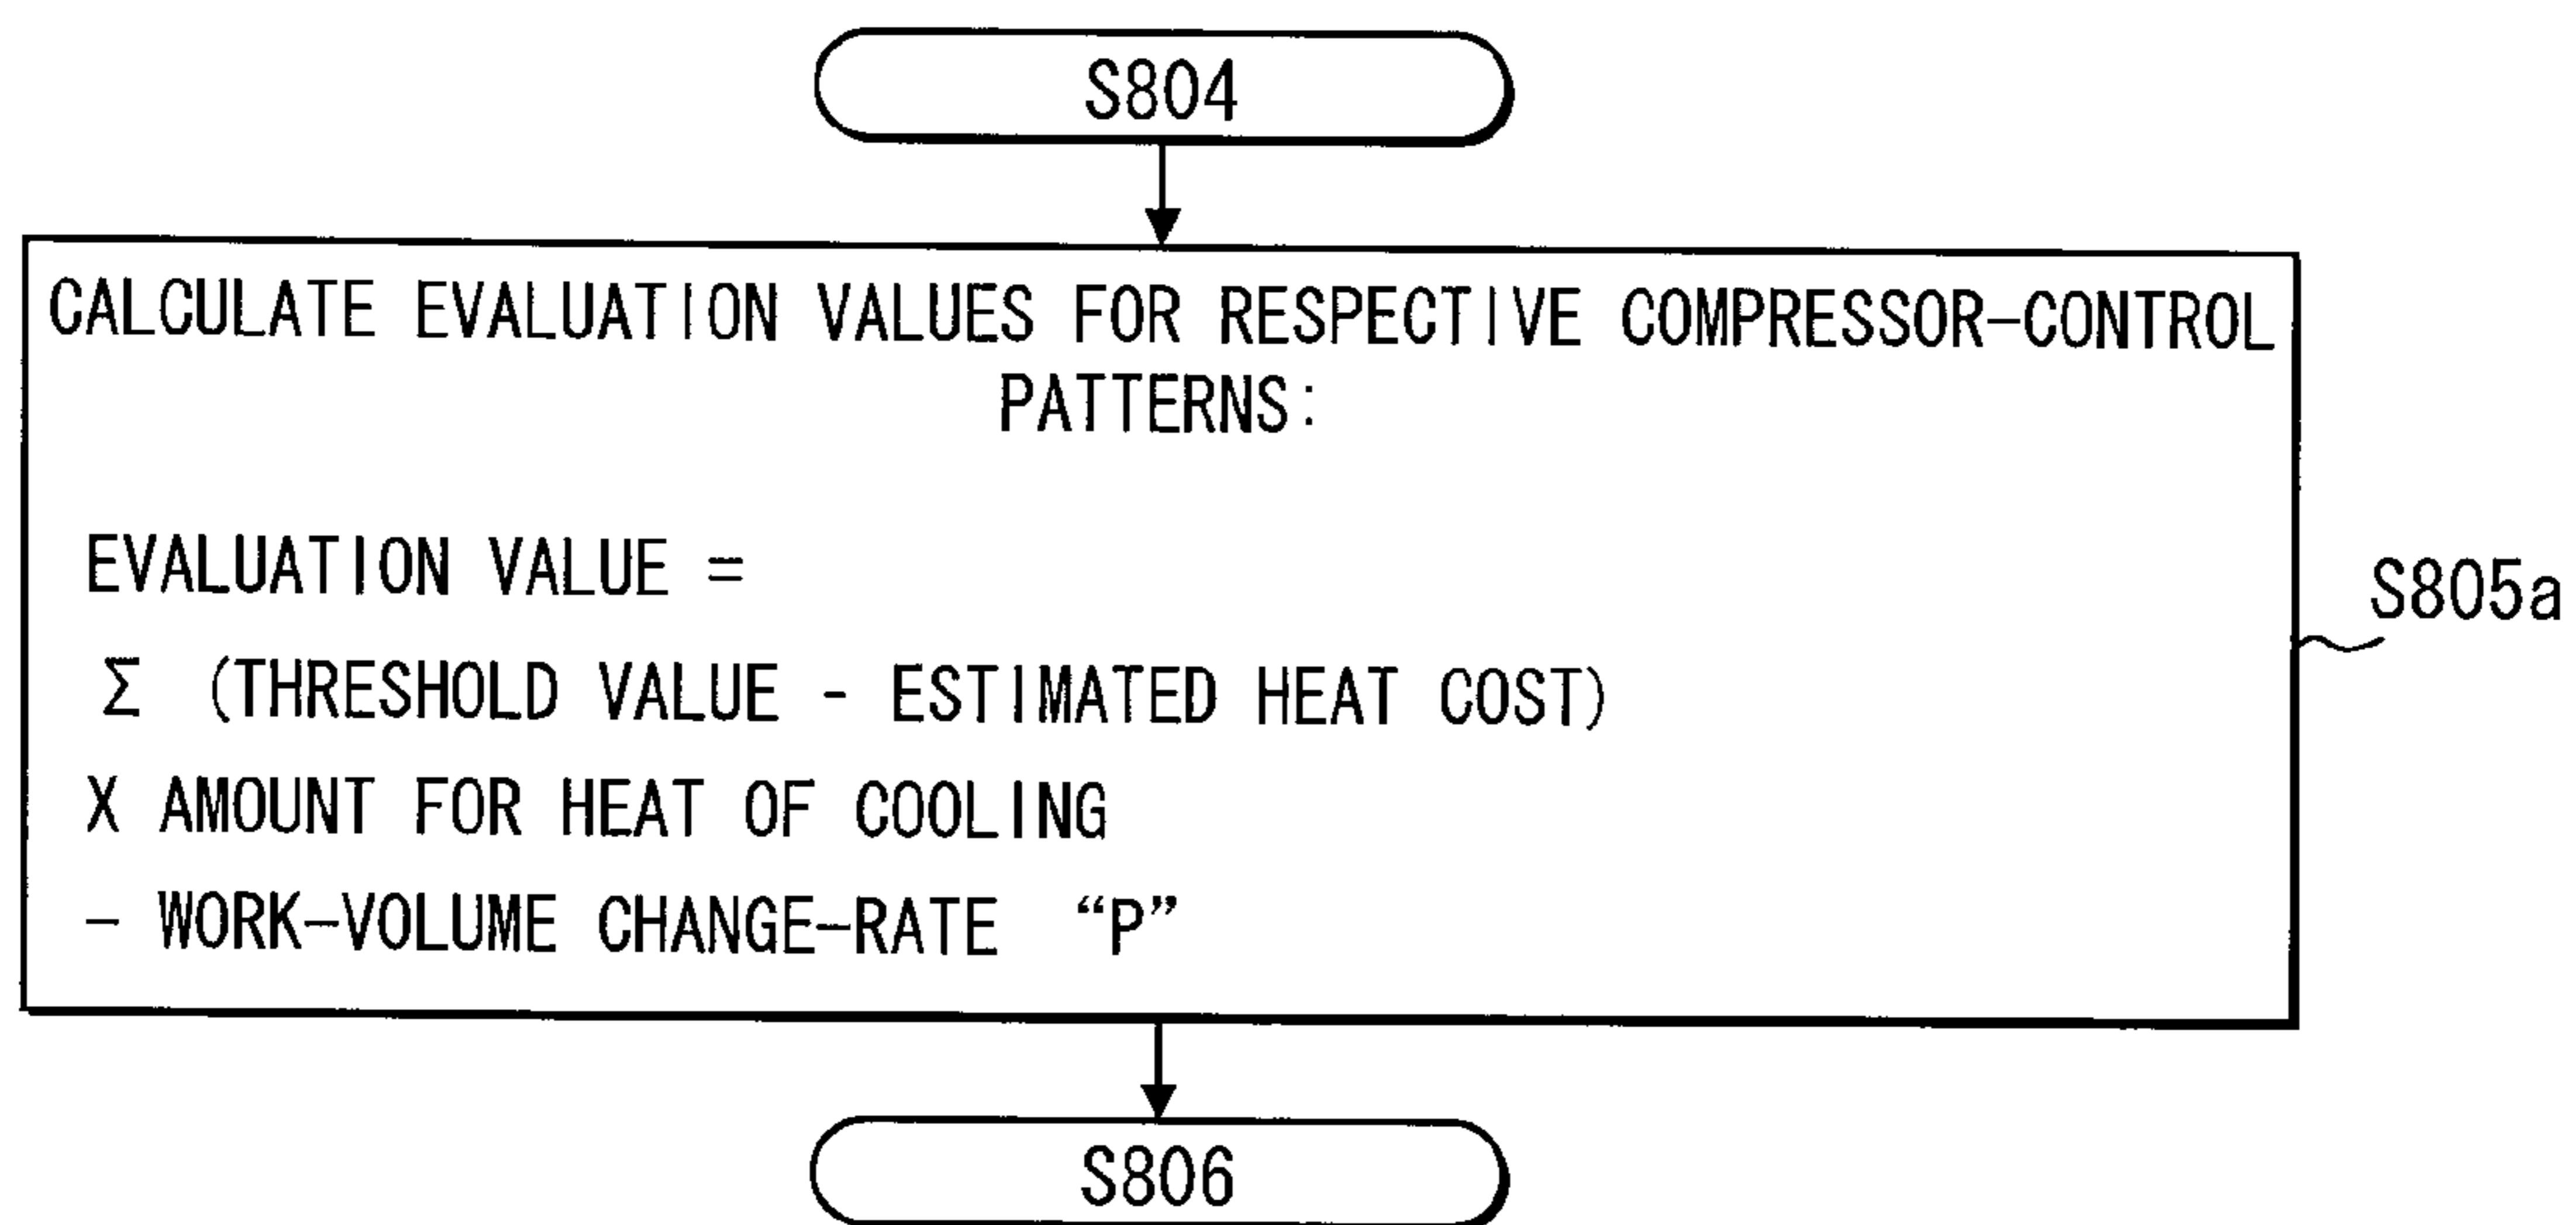 S804
CALCULATE EVALUATION VALUES FOR RESPECTIVE COMPRESSOR-CONTROL
PATTERNS:
EVALUATION VALUE =
Σ (THRESHOLD VALUE - ESTIMATED HEAT COST)
X AMOUNT FOR HEAT OF COOLING
- WORK-VOLUME CHANGE-RATE “P”
S805a
S806